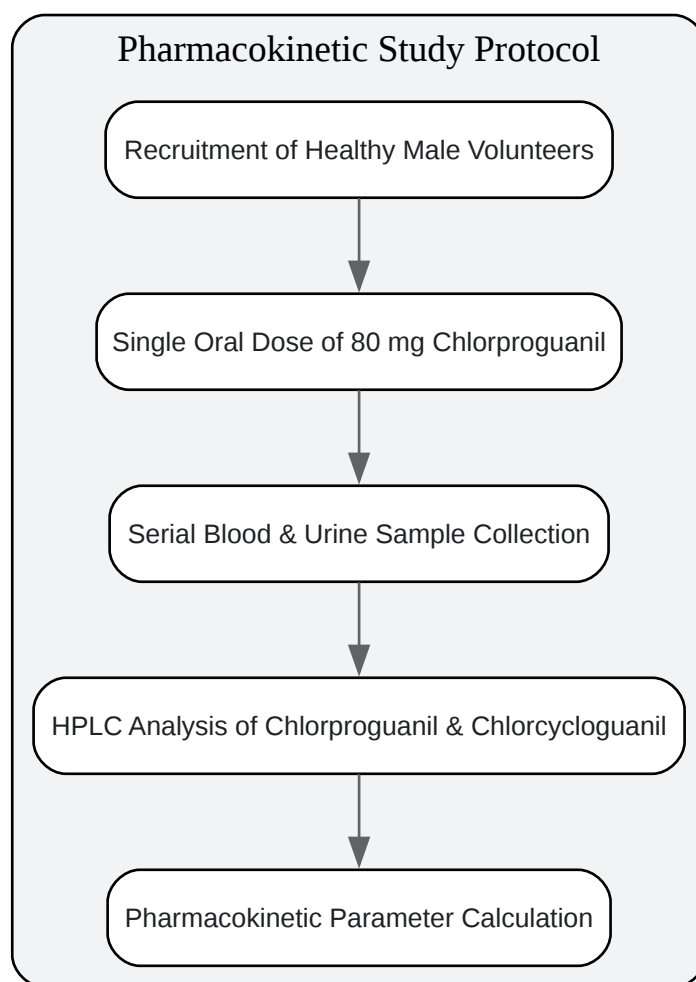 Pharmacokinetic Study Protocol
Recruitment of Healthy Male Volunteers
Single Oral Dose of 80 mg Chlorproguanil
Serial Blood & Urine Sample Collection
HPLC Analysis of Chlorproguanil & Chlorcycloguanil
Pharmacokinetic Parameter Calculation